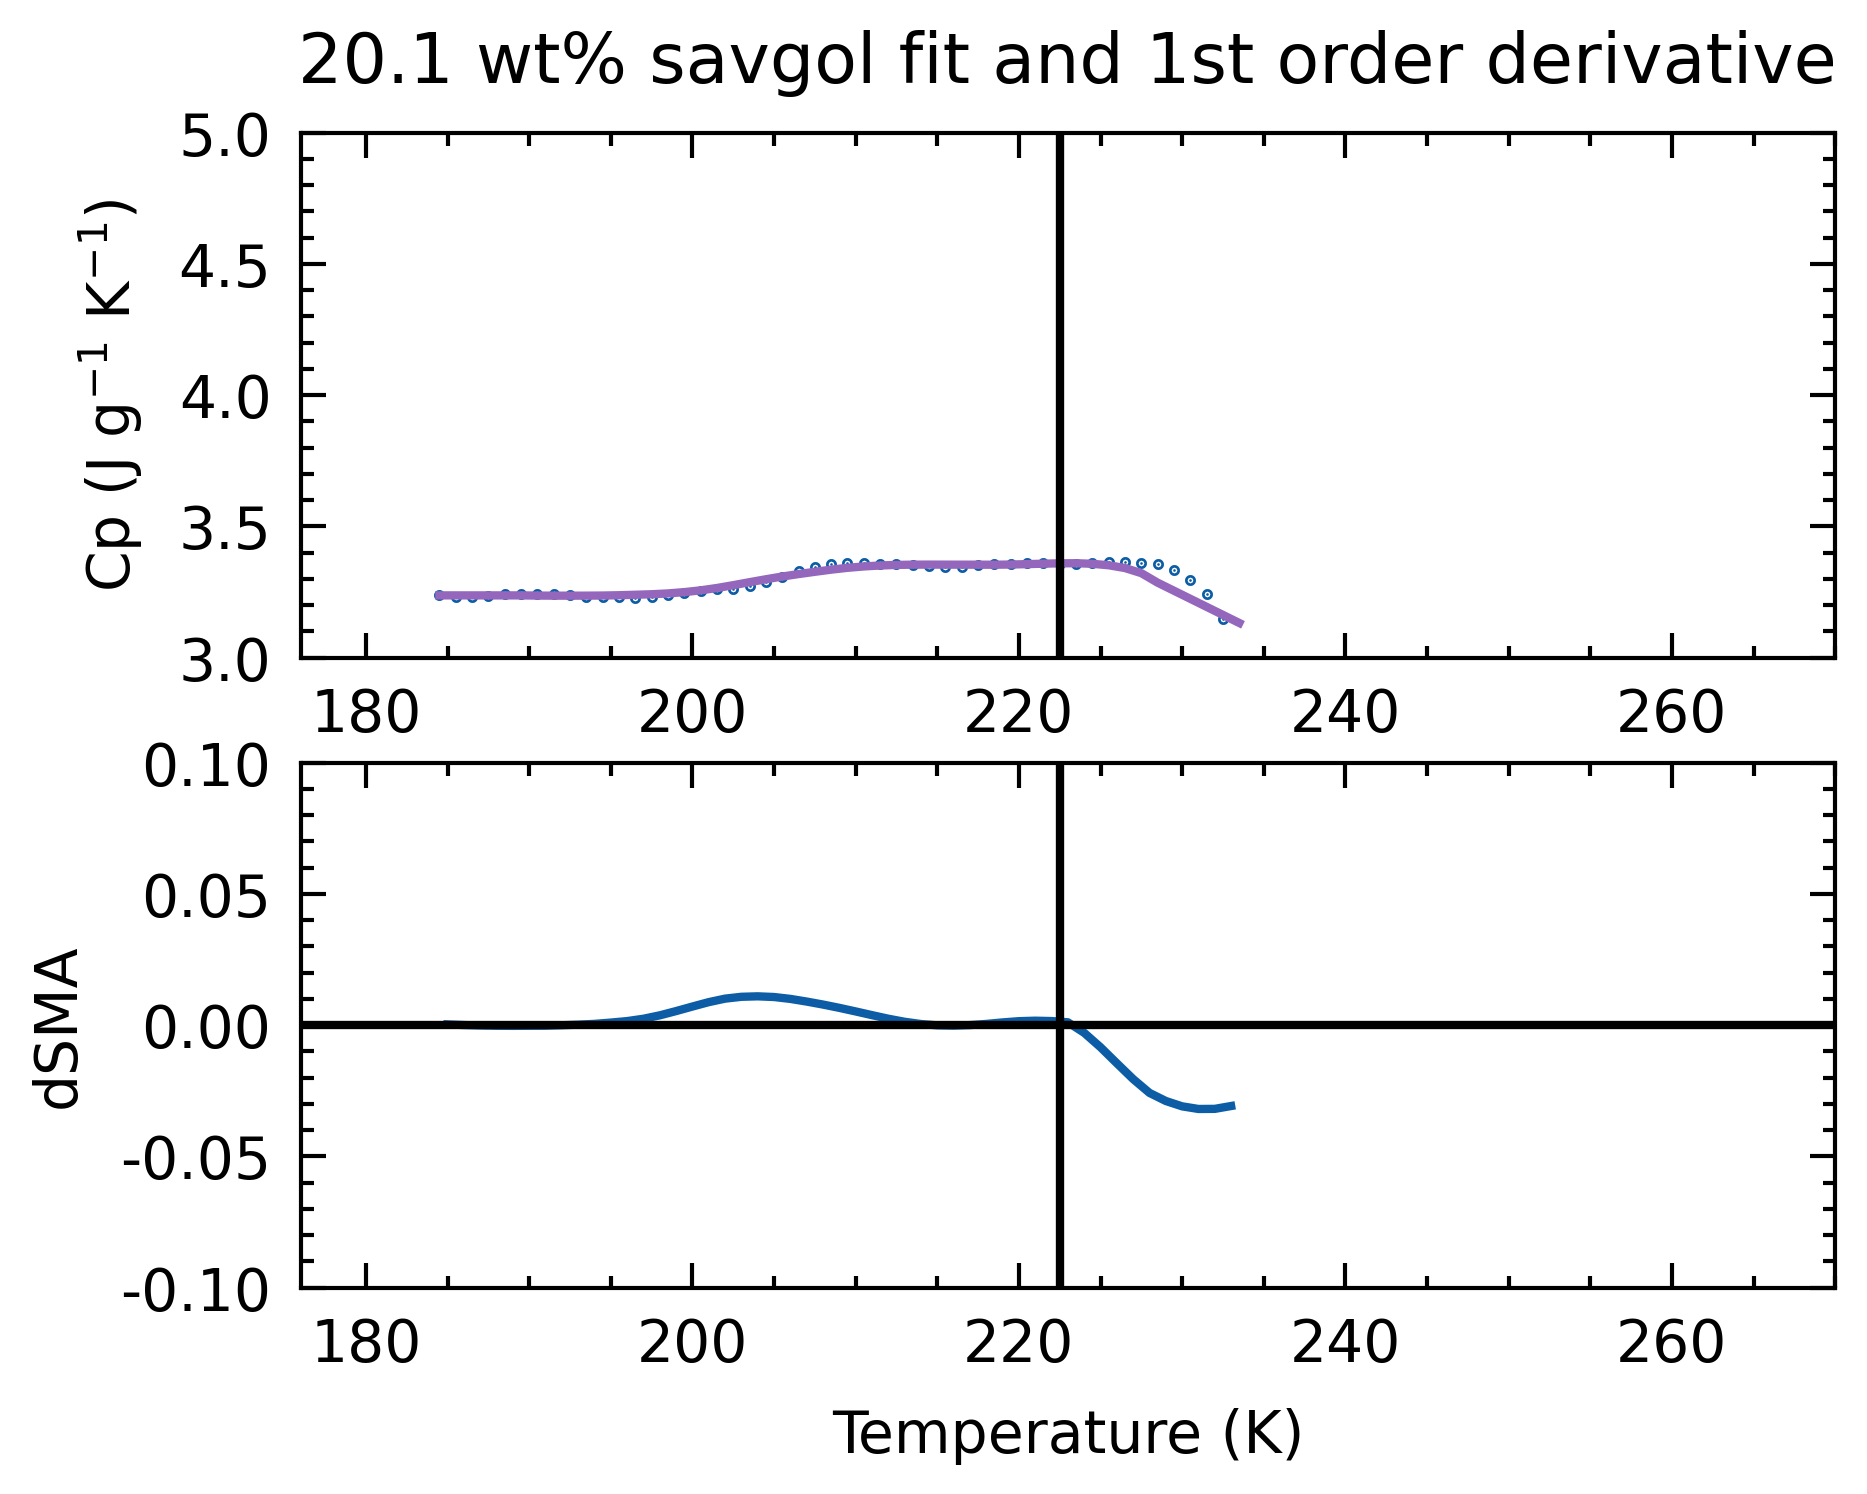 20.1 wt% savgol fit and 1st order derivative
5.0
4.5
4.0
3.5
3.0
Cp (J g⁻¹ K⁻¹)
180 200 220 240 260
0.10
0.05
0.00
-0.05
-0.10
dSMA
180 200 220 240 260
Temperature (K)